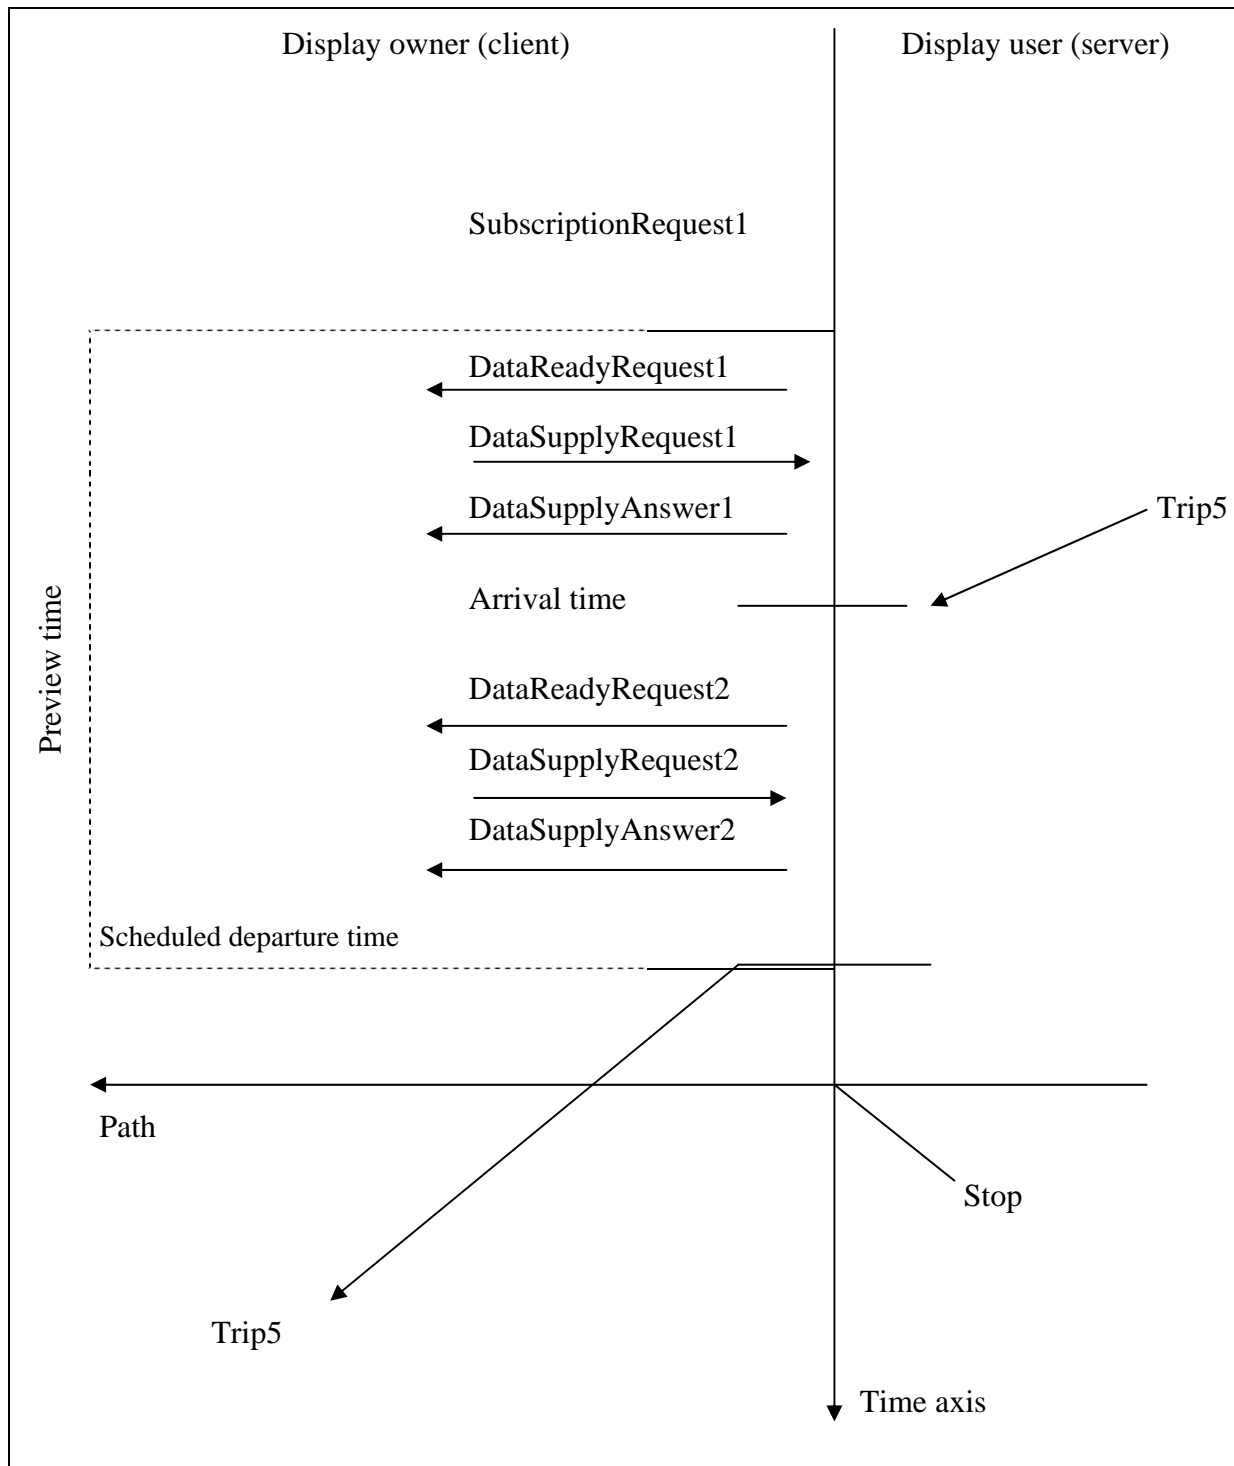 Display owner (client)
Display user (server)
SubscriptionRequest1
DataReadyRequest1
DataSupplyRequest1
DataSupplyAnswer1
Trip5
Arrival time
Preview time
DataReadyRequest2
DataSupplyRequest2
DataSupplyAnswer2
Scheduled departure time
Path
Stop
Trip5
Time axis